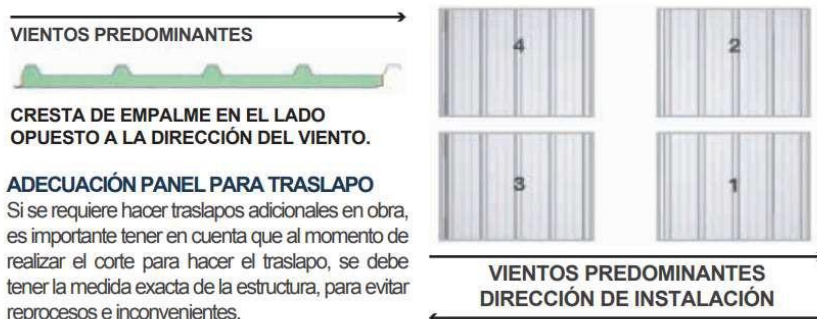 VIENTOS PREDOMINANTES
CRESTA DE EMPALME EN EL LADO
OPUESTO A LA DIRECCIÓN DEL VIENTO.
ADECUACIÓN PANEL PARA TRASLAPO
Si se requiere hacer traslapos adicionales en obra,
es importante tener en cuenta que al momento de
realizar el corte para hacer el traslapo, se debe
tener la medida exacta de la estructura, para evitar
reprocesos e inconvenientes.
4
2
3
1
VIENTOS PREDOMINANTES
DIRECCIÓN DE INSTALACIÓN